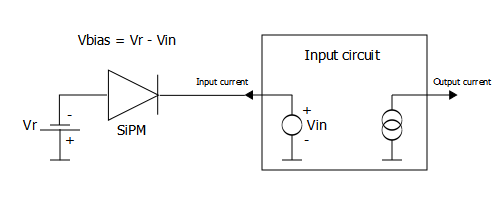 Vbias = Vr - Vin
Input circuit
Input current
Output current
Vr
-
+
SiPM
+
Vin
-